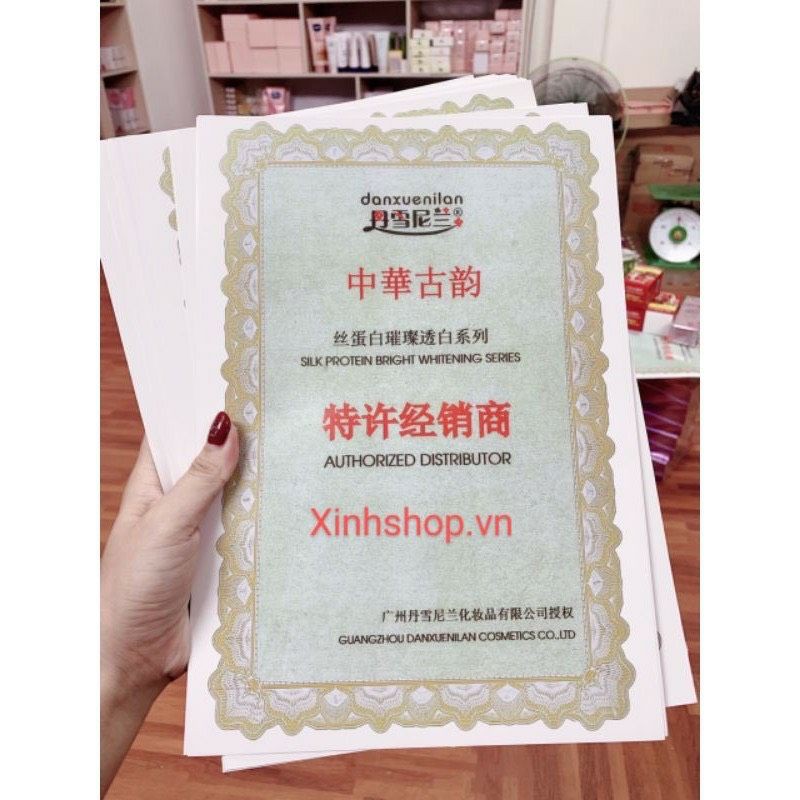 danxuenilan
丹雪尼兰®
中華古韵
丝蛋白璀璨透白系列
SILK PROTEIN BRIGHT WHITENING SERIES
特许经销商
AUTHORIZED DISTRIBUTOR
Xinhshop.vn
广州丹雪尼兰化妆品有限公司授权
GUANGZHOU DANXUENILAN COSMETICS CO.,LTD